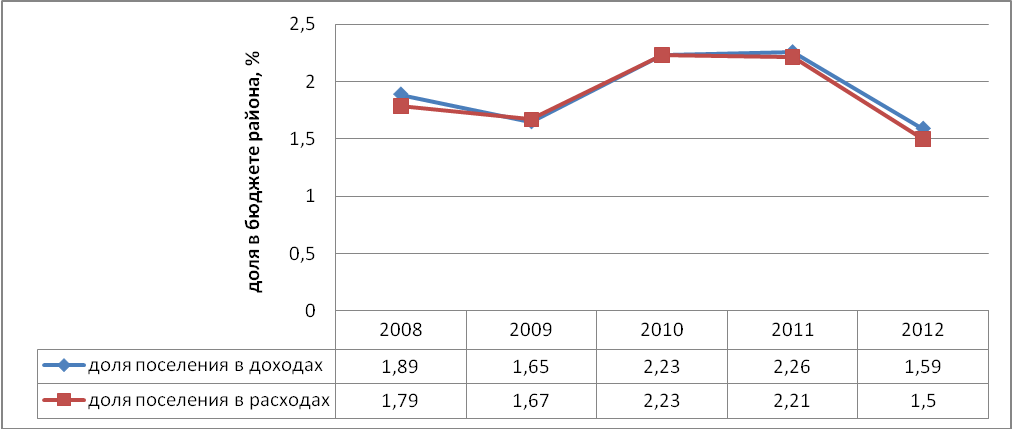 доля в бюджете района, %
2,5
2
1,5
1
0,5
0
2008 2009 2010 2011 2012
доля поселения в доходах 1,89 1,65 2,23 2,26 1,59
доля поселения в расходах 1,79 1,67 2,23 2,21 1,5